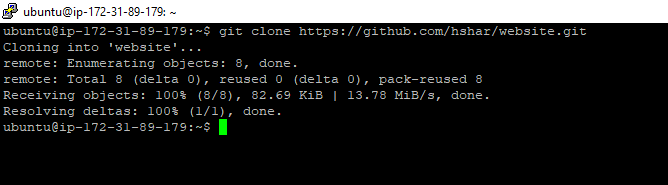 ubuntu@ip-172-31-89-179: ~
ubuntu@ip-172-31-89-179:~$ git clone https://github.com/hshar/website.git
Cloning into 'website'...
remote: Enumerating objects: 8, done.
remote: Total 8 (delta 0), reused 0 (delta 0), pack-reused 8
Receiving objects: 100% (8/8), 82.69 KiB | 13.78 MiB/s, done.
Resolving deltas: 100% (1/1), done.
ubuntu@ip-172-31-89-179:~$